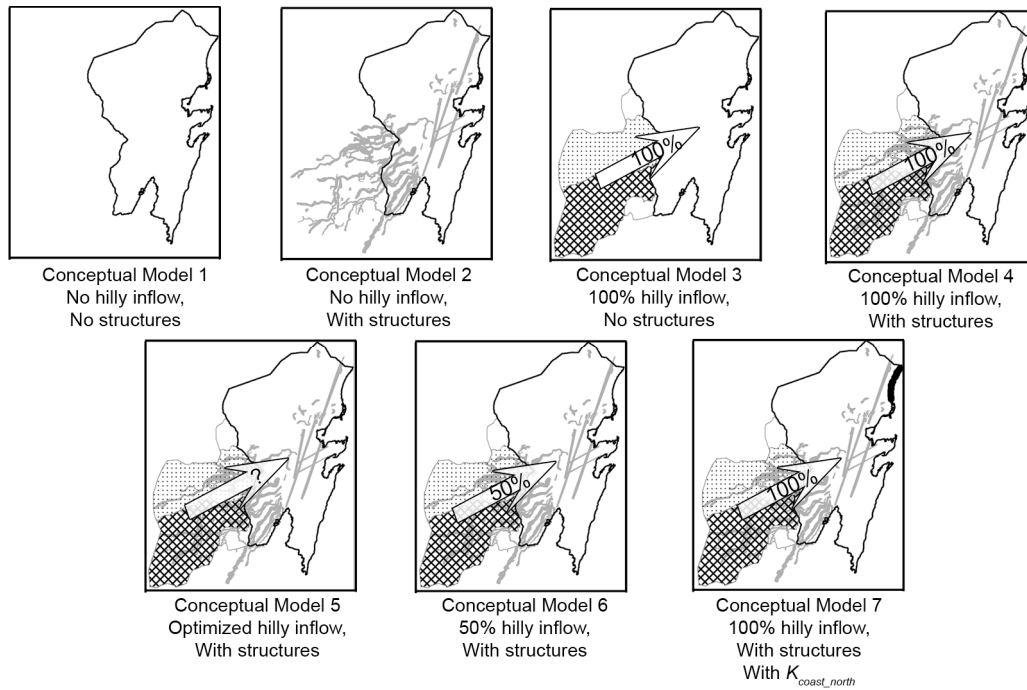 100%
100%
Conceptual Model 1
No hilly inflow,
No structures
Conceptual Model 2
No hilly inflow,
With structures
Conceptual Model 3
100% hilly inflow,
No structures
Conceptual Model 4
100% hilly inflow,
With structures
?
50%
100%
Conceptual Model 5
Optimized hilly inflow,
With structures
Conceptual Model 6
50% hilly inflow,
With structures
Conceptual Model 7
100% hilly inflow,
With structures
With K_coast_north